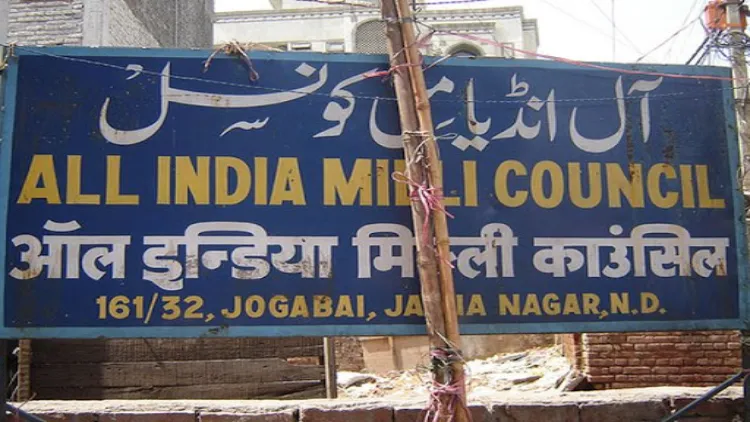 آل انڈیا ملی کونسل
ALL INDIA MILLI COUNCIL
ऑल इन्डिया मिल्ली काउंसिल
161/32, JOGABAI, JAMIA NAGAR, N.D.